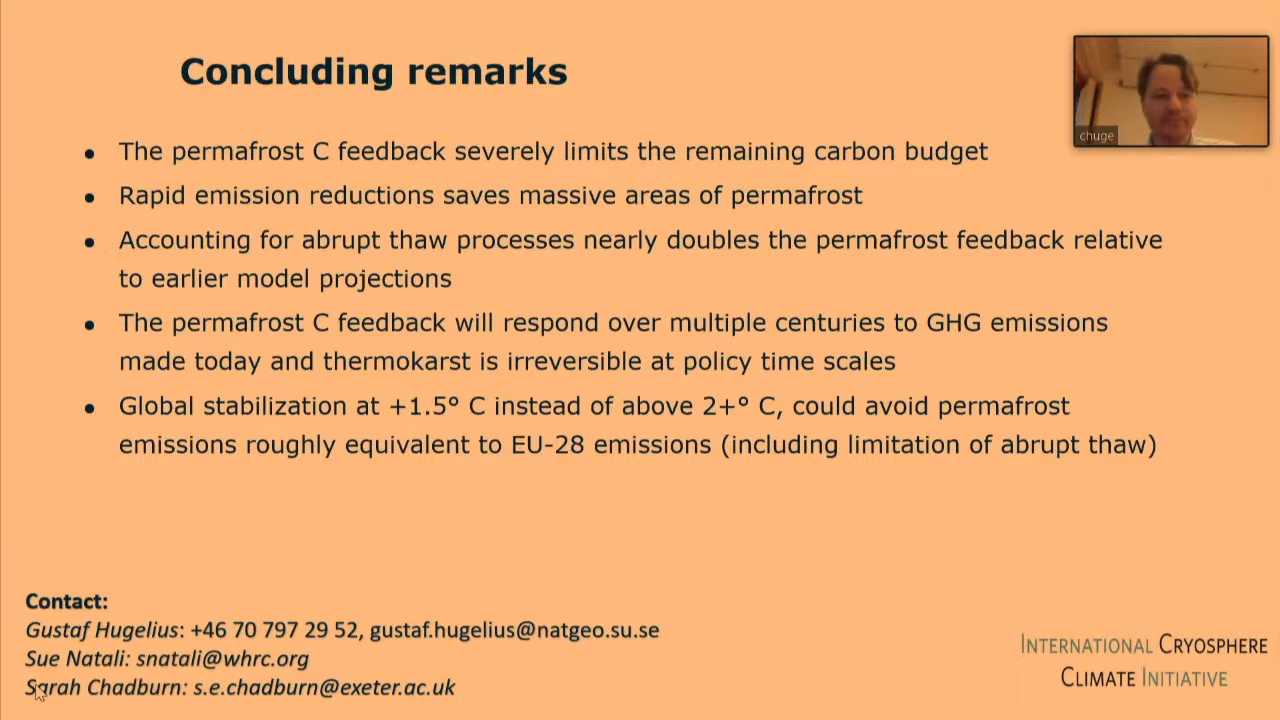 Concluding remarks
chuge
• The permafrost C feedback severely limits the remaining carbon budget
• Rapid emission reductions saves massive areas of permafrost
• Accounting for abrupt thaw processes nearly doubles the permafrost feedback relative
to earlier model projections
• The permafrost C feedback will respond over multiple centuries to GHG emissions
made today and thermokarst is irreversible at policy time scales
• Global stabilization at +1.5° C instead of above 2+° C, could avoid permafrost
emissions roughly equivalent to EU-28 emissions (including limitation of abrupt thaw)
Contact:
Gustaf Hugelius: +46 70 797 29 52, gustaf.hugelius@natgeo.su.se
Sue Natali: snatali@whrc.org
Sarah Chadburn: s.e.chadburn@exeter.ac.uk
INTERNATIONAL CRYOSPHERE
CLIMATE INITIATIVE